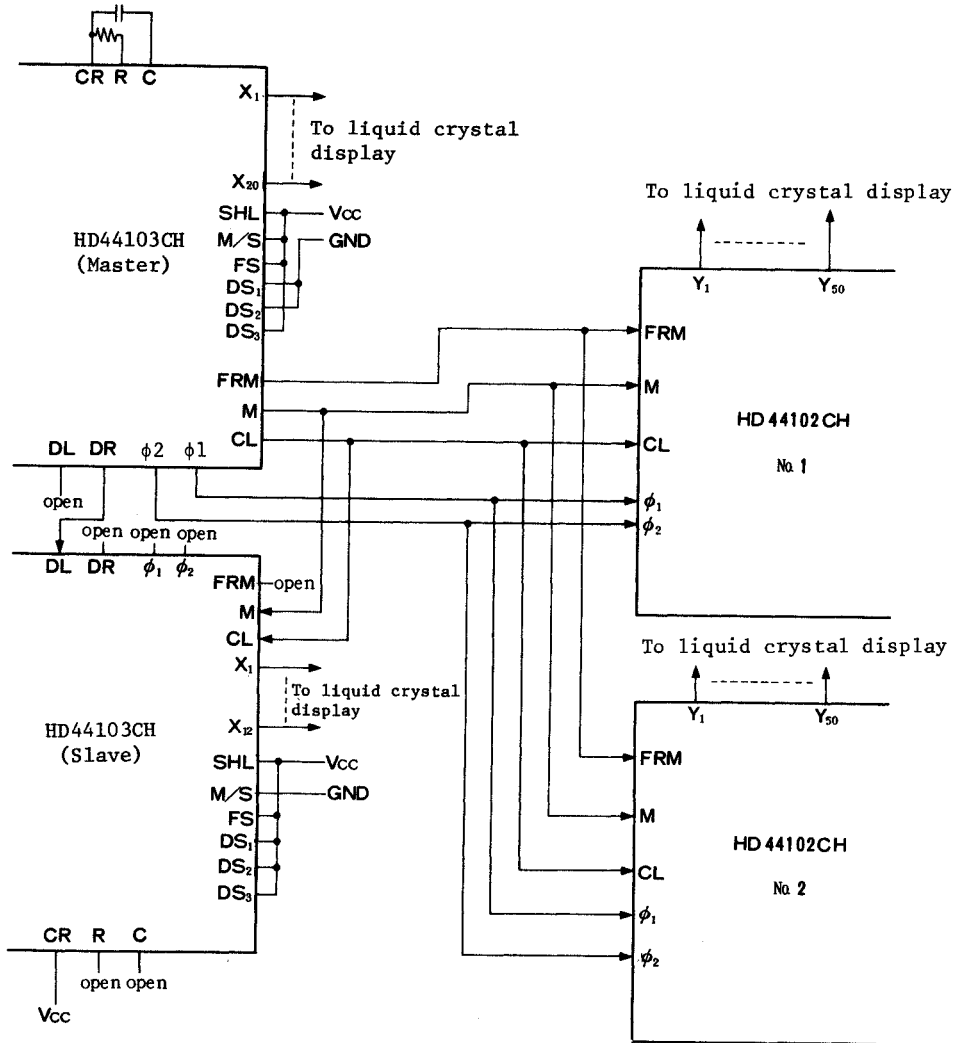 CR R C
X1
To liquid crystal
display
X20
SHL
Vcc
M/S
GND
HD44103CH
(Master)
FS
DS1
DS2
DS3
FRM
M
CL
DL DR φ2 φ1
open
To liquid crystal display
Y1
Y50
FRM
M
CL
φ1
φ2
HD44102CH
No. 1
open open open
DL DR φ1 φ2
FRM
open
M
CL
X1
To liquid crystal
display
X12
HD44103CH
(Slave)
SHL
Vcc
M/S
GND
FS
DS1
DS2
DS3
CR R C
open open
Vcc
To liquid crystal display
Y1
Y50
FRM
M
CL
φ1
φ2
HD44102CH
No. 2